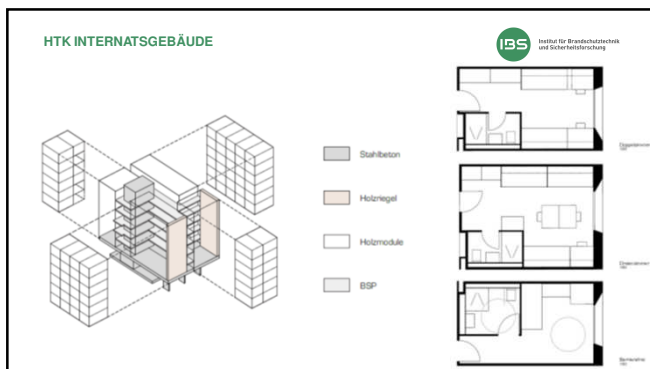 HTK INTERNATSGEBÄUDE
IBS
Institut für Brandschutztechnik
und Sicherheitsforschung
Stahlbeton
Holzriegel
Holzmodule
BSP